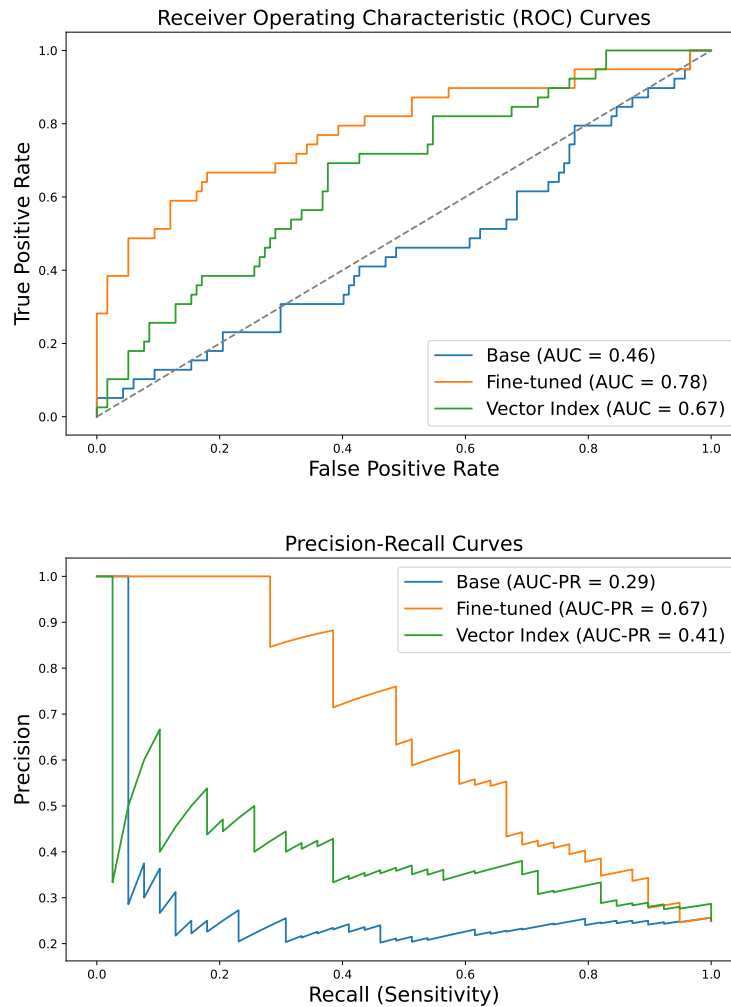 Receiver Operating Characteristic (ROC) Curves
1.0
0.8
0.6
0.4
0.2
0.0
True Positive Rate
Base (AUC = 0.46)
Fine-tuned (AUC = 0.78)
Vector Index (AUC = 0.67)
0.0 0.2 0.4 0.6 0.8 1.0
False Positive Rate
Precision-Recall Curves
1.0
0.9
0.8
0.7
0.6
0.5
0.4
0.3
0.2
Precision
Base (AUC-PR = 0.29)
Fine-tuned (AUC-PR = 0.67)
Vector Index (AUC-PR = 0.41)
0.0 0.2 0.4 0.6 0.8 1.0
Recall (Sensitivity)